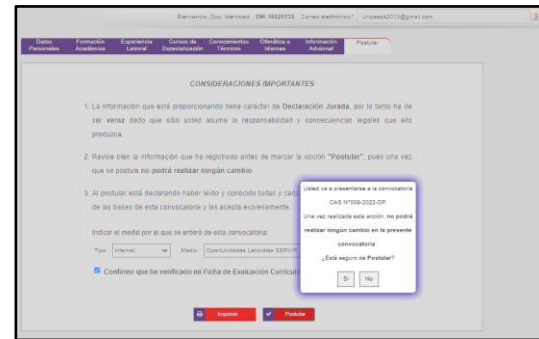 Bienvenido, Doc. Identidad: DNI 10020732 Correo electrónico:*
Datos Personales
Formación Académica
Experiencia Laboral
Cursos de Especialización
Conocimientos Técnicos
Ofimática e Idiomas
Información Adicional
Postular
CONSIDERACIONES IMPORTANTES
1. La información que está proporcionando tiene carácter de Declaración Jurada, por lo tanto ha de
ser veraz dado que sólo usted asume la responsabilidad y consecuencias legales que ello
produzca.
2. Revise bien la información que ha registrado antes de marcar la opción "Postular", pues una vez
que se postula no podrá realizar ningún cambio.
3. Al postular está declarando haber leído y conocido todas y cada
de las bases de esta convocatoria y las acepta expresamente.
Indicar el medio por el que se enteró de esta convocatoria:
Tipo: Internet Medio: Oportunidades Laborales SERVIR
Confirmo que he verificado mi Ficha de Evaluación Curricular
Imprimir Postular
Usted va a presentarse a la convocatoria
CAS N°009-2022-DP.
Una vez realizada esta acción, no podrá
realizar ningún cambio en la presente
convocatoria.
¿Está seguro de Postular?
Si No